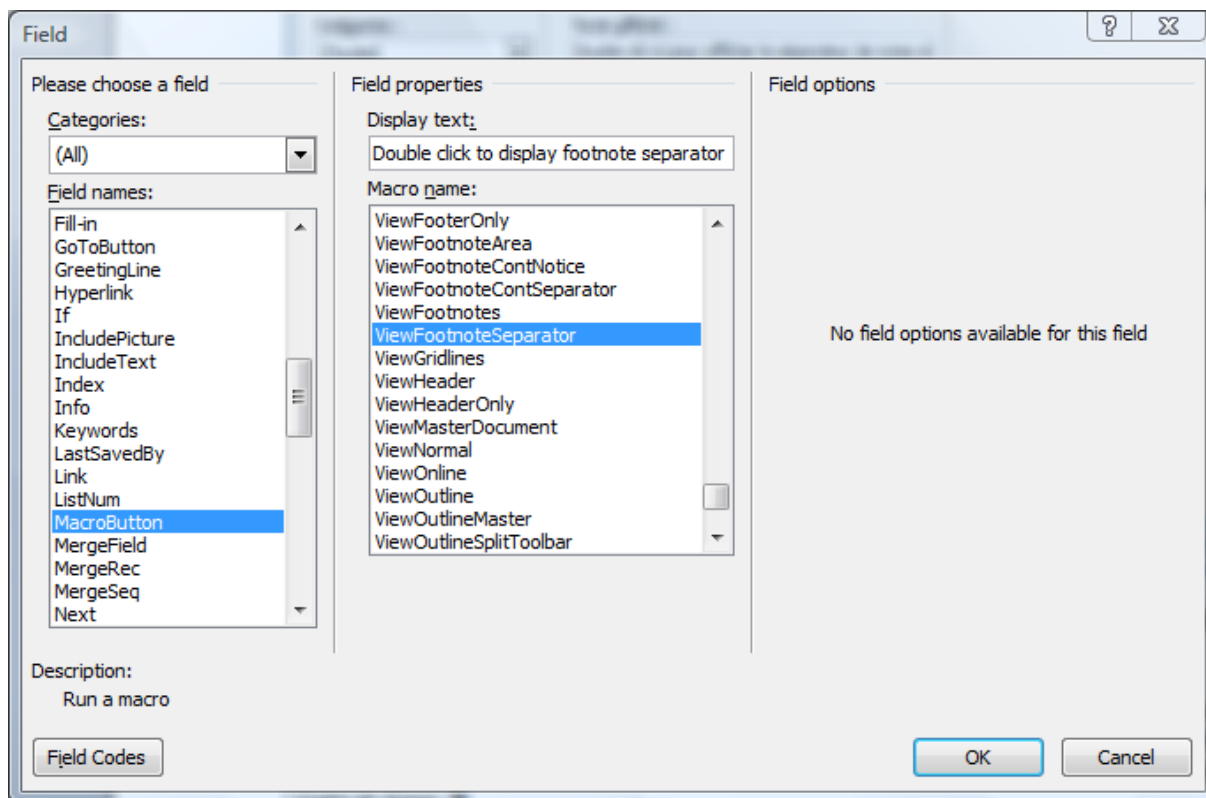 Field
Please choose a field
Categories:
(All)
Field names:
Fill-in
GoToButton
GreetingLine
Hyperlink
If
IncludePicture
IncludeText
Index
Info
Keywords
LastSavedBy
Link
ListNum
MacroButton
MergeField
MergeRec
MergeSeq
Next
Field properties
Display text:
Double click to display footnote separator
Macro name:
ViewFooterOnly
ViewFootnoteArea
ViewFootnoteContNotice
ViewFootnoteContSeparator
ViewFootnotes
ViewFootnoteSeparator
ViewGridlines
ViewHeader
ViewHeaderOnly
ViewMasterDocument
ViewNormal
ViewOnline
ViewOutline
ViewOutlineMaster
ViewOutlineSplitToolbar
Field options
No field options available for this field
Description:
Run a macro
Field Codes
OK
Cancel